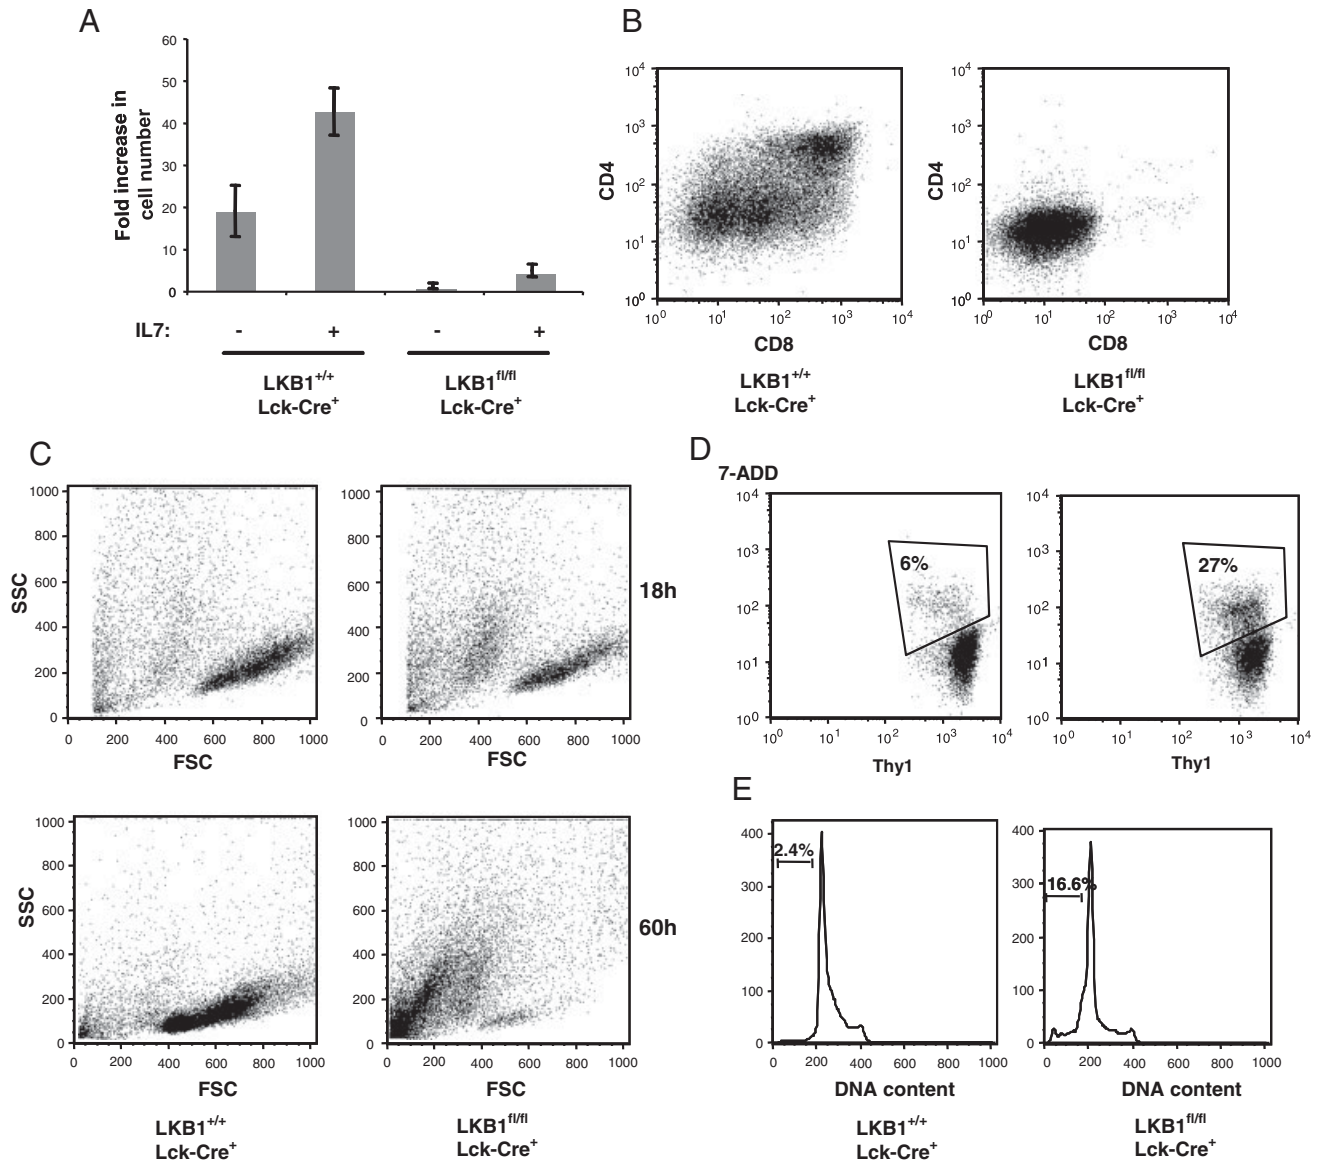 A
60
50
40
30
20
10
0
Fold increase in
cell number
IL7: - + - +
LKB1+/+ LKB1fl/fl
Lck-Cre+ Lck-Cre+
B
10^4 10^4
10^3 10^3
10^2 10^2
10^1 10^1
10^0 10^0
CD4 CD4
10^0 10^1 10^2 10^3 10^4 10^0 10^1 10^2 10^3 10^4
CD8 CD8
LKB1+/+ LKB1fl/fl
Lck-Cre+ Lck-Cre+
C
1000 1000
800 800
600 600
400 400
200 200
0 0
SSC
18h
0 200 400 600 800 1000 0 200 400 600 800 1000
FSC FSC
1000 1000
800 800
600 600
400 400
200 200
0 0
SSC
60h
0 200 400 600 800 1000 0 200 400 600 800 1000
FSC FSC
LKB1+/+ LKB1fl/fl
Lck-Cre+ Lck-Cre+
D
7-ADD
10^4 10^4
10^3 10^3
10^2 10^2
10^1 10^1
10^0 10^0
6% 27%
10^0 10^1 10^2 10^3 10^4 10^0 10^1 10^2 10^3 10^4
Thy1 Thy1
E
400 400
300 300
200 200
100 100
0 0
2.4% 16.6%
0 200 400 600 800 1000 0 200 400 600 800 1000
DNA content DNA content
LKB1+/+ LKB1fl/fl
Lck-Cre+ Lck-Cre+